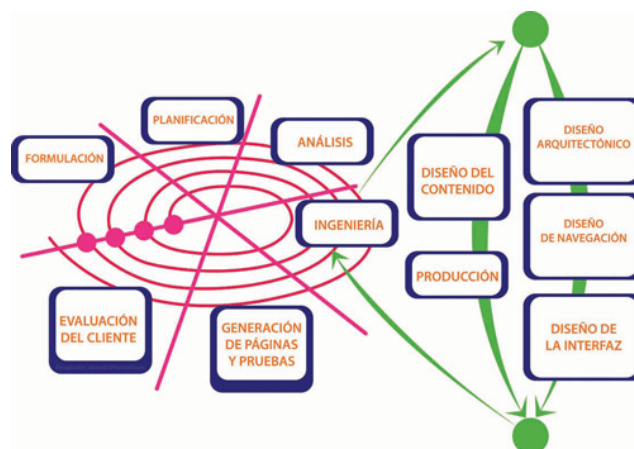 PLANIFICACIÓN
FORMULACIÓN
ANÁLISIS
INGENIERÍA
GENERACIÓN
DE PÁGINAS
Y PRUEBAS
EVALUACIÓN
DEL CLIENTE
DISEÑO DEL
CONTENIDO
PRODUCCIÓN
DISEÑO
ARQUITECTÓNICO
DISEÑO
DE NAVEGACIÓN
DISEÑO DE
LA INTERFAZ